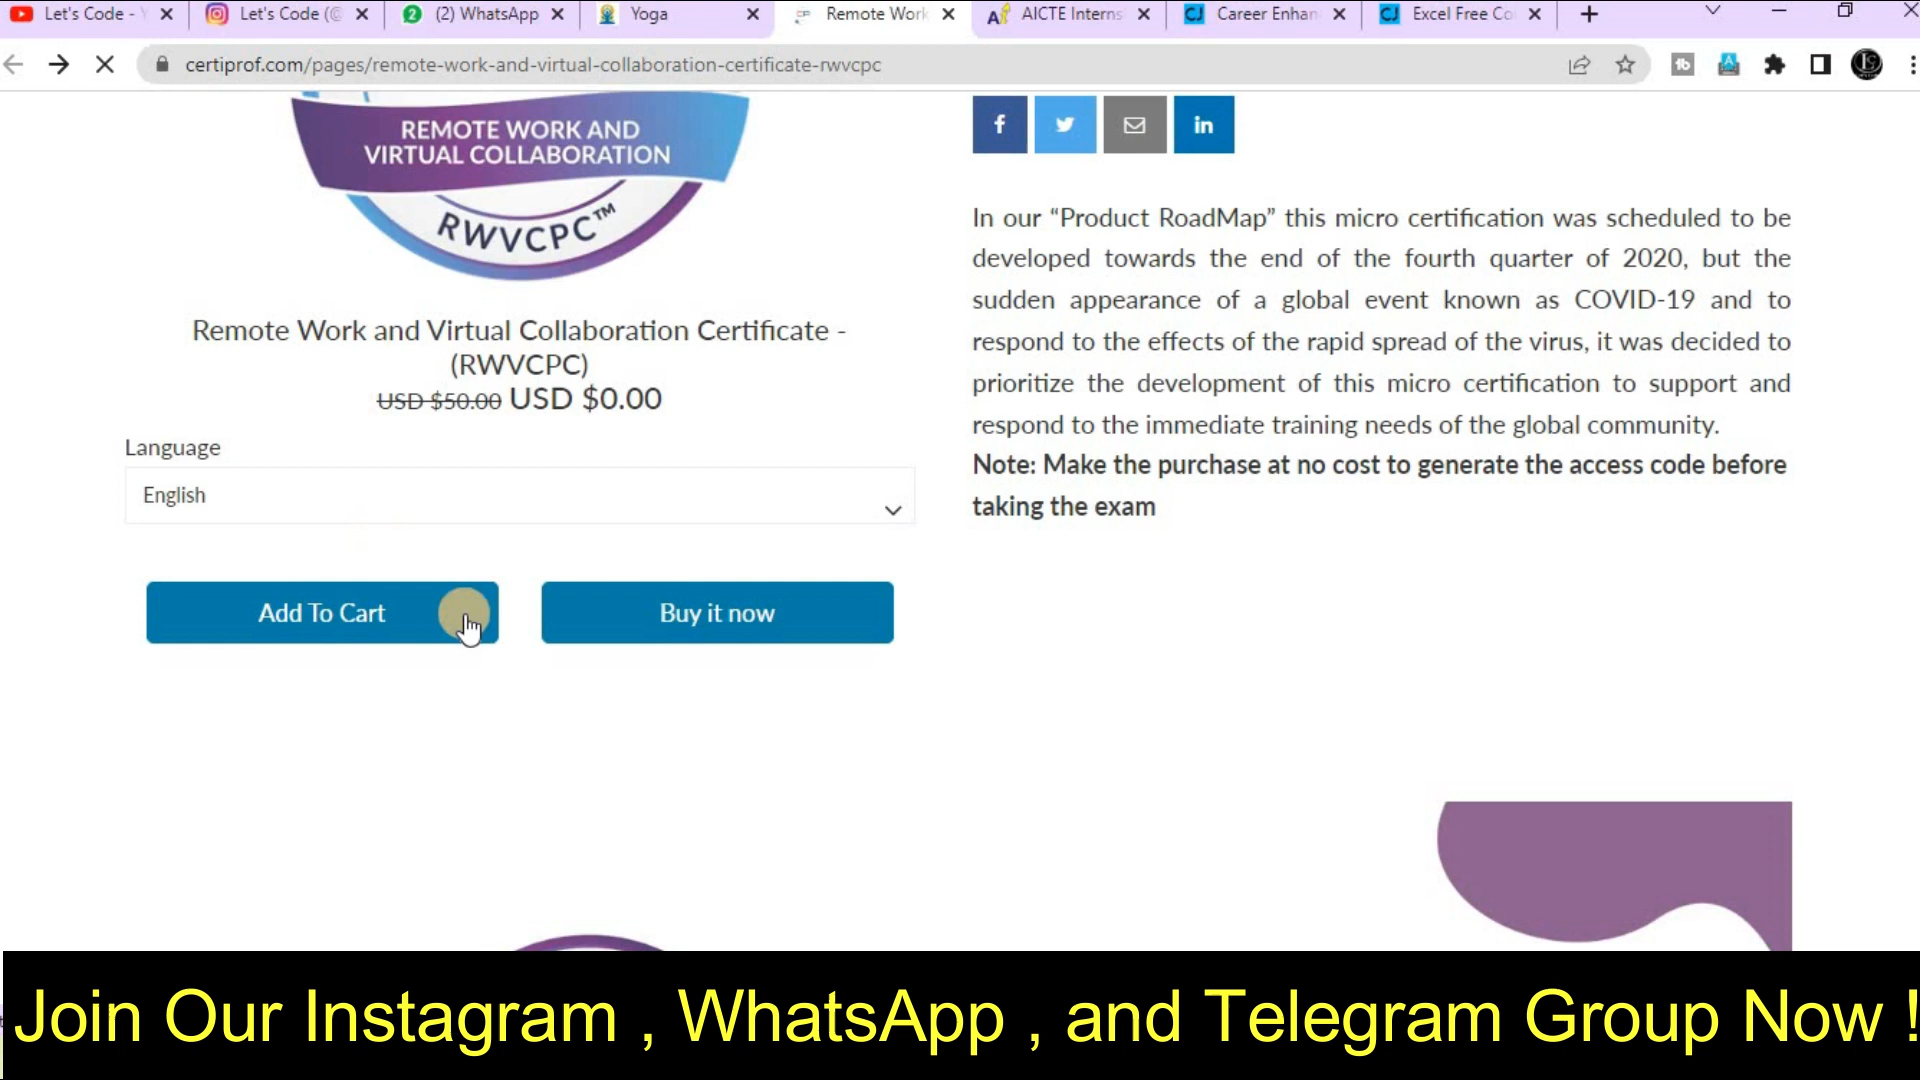 Let's Code -
Let's Code (@
2 (2) WhatsApp
Yoga
Remote Work
AICTE Interns
CJ Career Enhan
CJ Excel Free Co
certiprof.com/pages/remote-work-and-virtual-collaboration-certificate-rwvcpc
REMOTE WORK AND
VIRTUAL COLLABORATION
RWVCPC™
Remote Work and Virtual Collaboration Certificate -
(RWVCPC)
USD $50.00 USD $0.00
Language
English
Add To Cart
Buy it now
f
in
In our “Product RoadMap” this micro certification was scheduled to be
developed towards the end of the fourth quarter of 2020, but the
sudden appearance of a global event known as COVID-19 and to
respond to the effects of the rapid spread of the virus, it was decided to
prioritize the development of this micro certification to support and
respond to the immediate training needs of the global community.
Note: Make the purchase at no cost to generate the access code before
taking the exam
Join Our Instagram , WhatsApp , and Telegram Group Now !